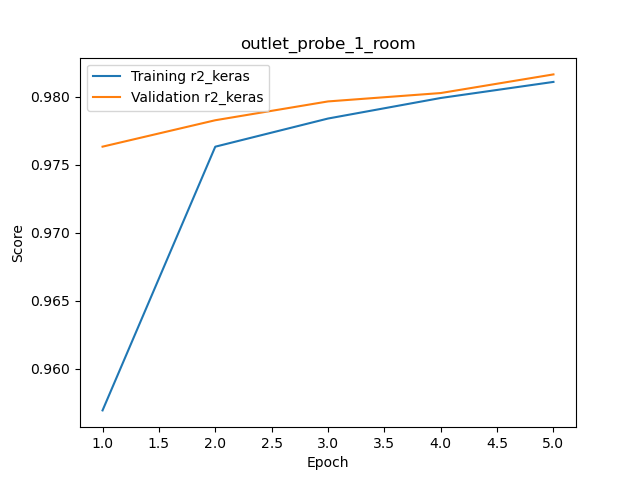 outlet_probe_1_room
Training r2_keras
Validation r2_keras
0.980
0.975
0.970
0.965
0.960
Score
1.0 1.5 2.0 2.5 3.0 3.5 4.0 4.5 5.0
Epoch